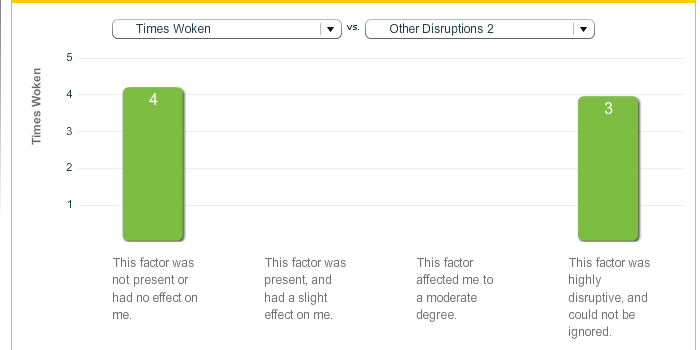 Times Woken vs. Other Disruptions 2
5
4
3
2
1
Times Woken
4
3
This factor was
not present or
had no effect on
me.
This factor was
present, and
had a slight
effect on me.
This factor
affected me to
a moderate
degree.
This factor was
highly
disruptive, and
could not be
ignored.